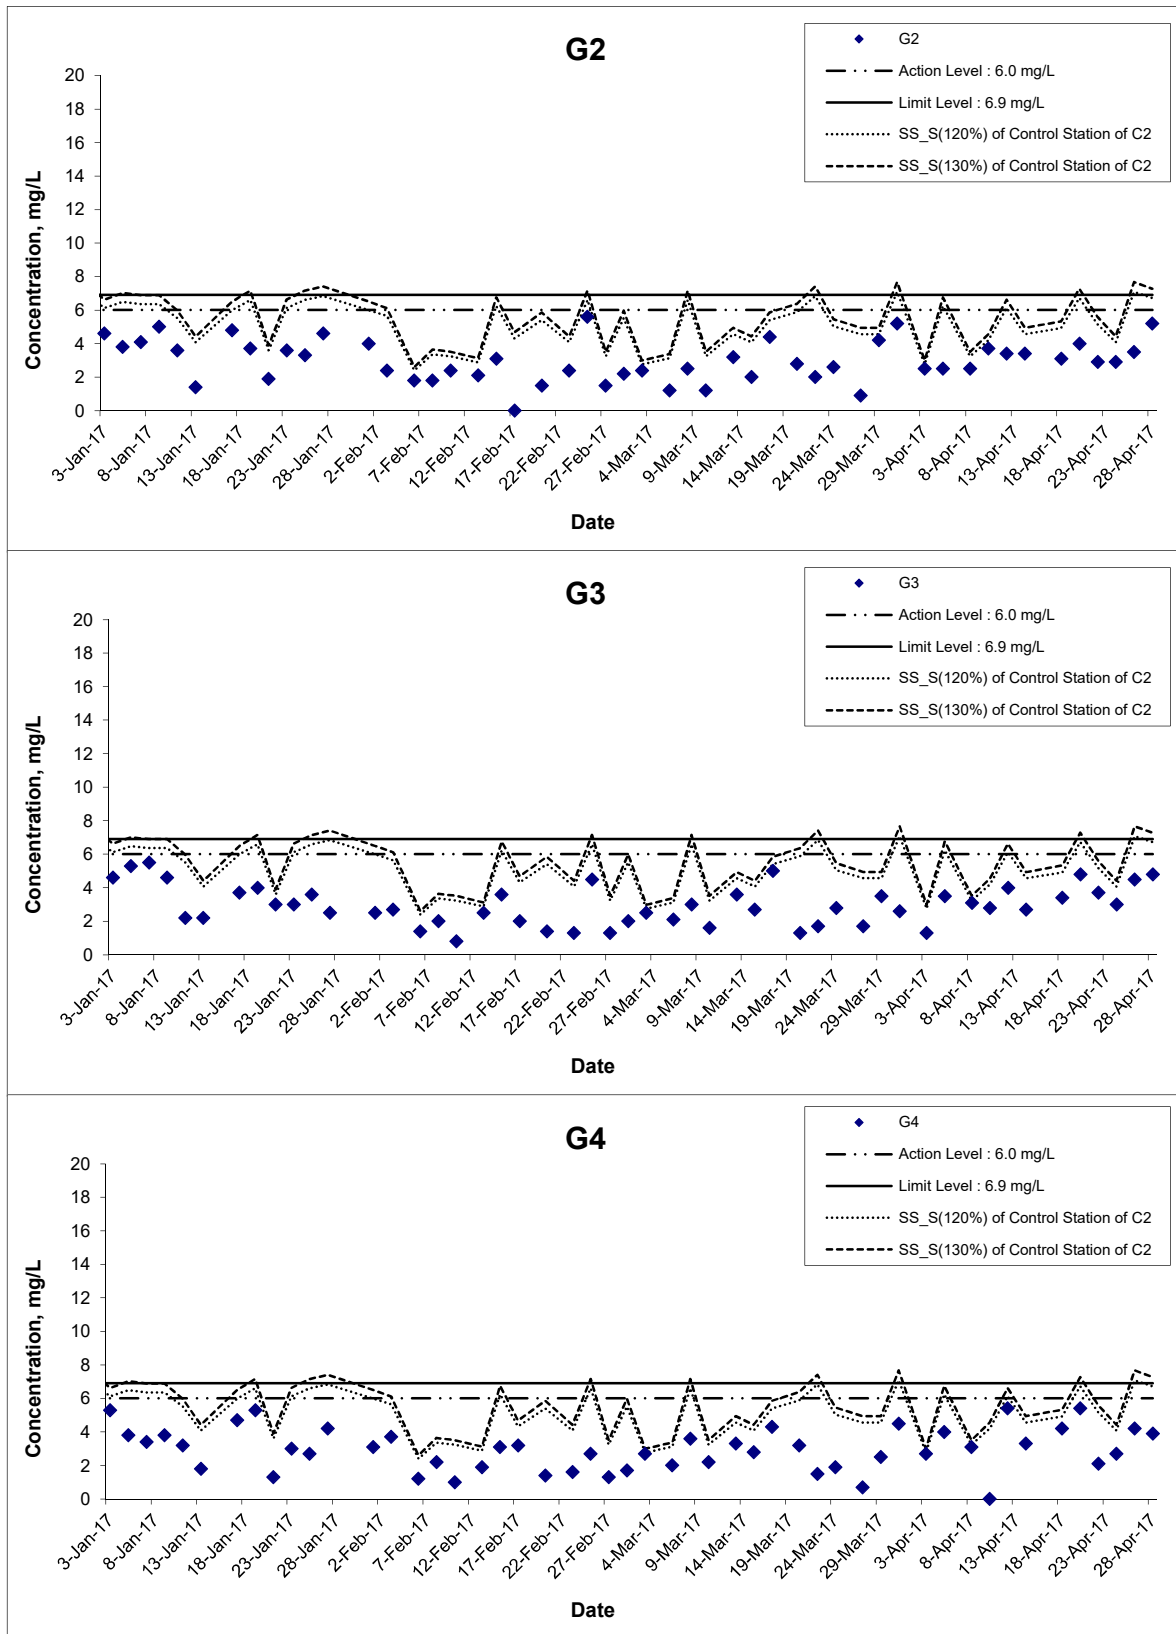 G2
G2
Action Level : 6.0 mg/L
Limit Level : 6.9 mg/L
SS_S(120%) of Control Station of C2
SS_S(130%) of Control Station of C2
Concentration, mg/L
20
18
16
14
12
10
8
6
4
2
0
3-Jan-17
8-Jan-17
13-Jan-17
18-Jan-17
23-Jan-17
28-Jan-17
2-Feb-17
7-Feb-17
12-Feb-17
17-Feb-17
22-Feb-17
27-Feb-17
4-Mar-17
9-Mar-17
14-Mar-17
19-Mar-17
24-Mar-17
29-Mar-17
3-Apr-17
8-Apr-17
13-Apr-17
18-Apr-17
23-Apr-17
28-Apr-17
Date
G3
G3
Action Level : 6.0 mg/L
Limit Level : 6.9 mg/L
SS_S(120%) of Control Station of C2
SS_S(130%) of Control Station of C2
Concentration, mg/L
20
18
16
14
12
10
8
6
4
2
0
3-Jan-17
8-Jan-17
13-Jan-17
18-Jan-17
23-Jan-17
28-Jan-17
2-Feb-17
7-Feb-17
12-Feb-17
17-Feb-17
22-Feb-17
27-Feb-17
4-Mar-17
9-Mar-17
14-Mar-17
19-Mar-17
24-Mar-17
29-Mar-17
3-Apr-17
8-Apr-17
13-Apr-17
18-Apr-17
23-Apr-17
28-Apr-17
Date
G4
G4
Action Level : 6.0 mg/L
Limit Level : 6.9 mg/L
SS_S(120%) of Control Station of C2
SS_S(130%) of Control Station of C2
Concentration, mg/L
20
18
16
14
12
10
8
6
4
2
0
3-Jan-17
8-Jan-17
13-Jan-17
18-Jan-17
23-Jan-17
28-Jan-17
2-Feb-17
7-Feb-17
12-Feb-17
17-Feb-17
22-Feb-17
27-Feb-17
4-Mar-17
9-Mar-17
14-Mar-17
19-Mar-17
24-Mar-17
29-Mar-17
3-Apr-17
8-Apr-17
13-Apr-17
18-Apr-17
23-Apr-17
28-Apr-17
Date